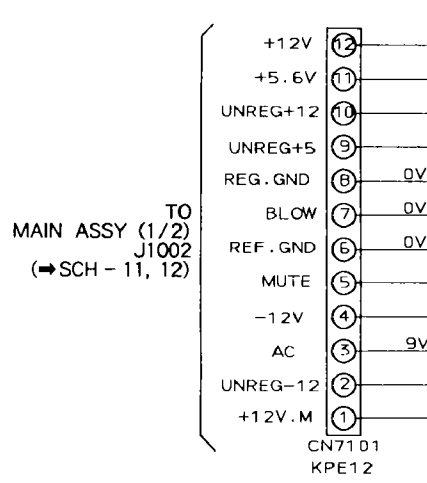 +12V 12
+5.6V 11
UNREG+12 10
UNREG+5 9
REG.GND 8 0V
BLOW 7 0V
REF.GND 6 0V
MUTE 5
-12V 4
AC 3 9V
UNREG-12 2
+12V.M 1
TO
MAIN ASSY (1/2)
J1002
(➡SCH - 11, 12)
CN7101
KPE12